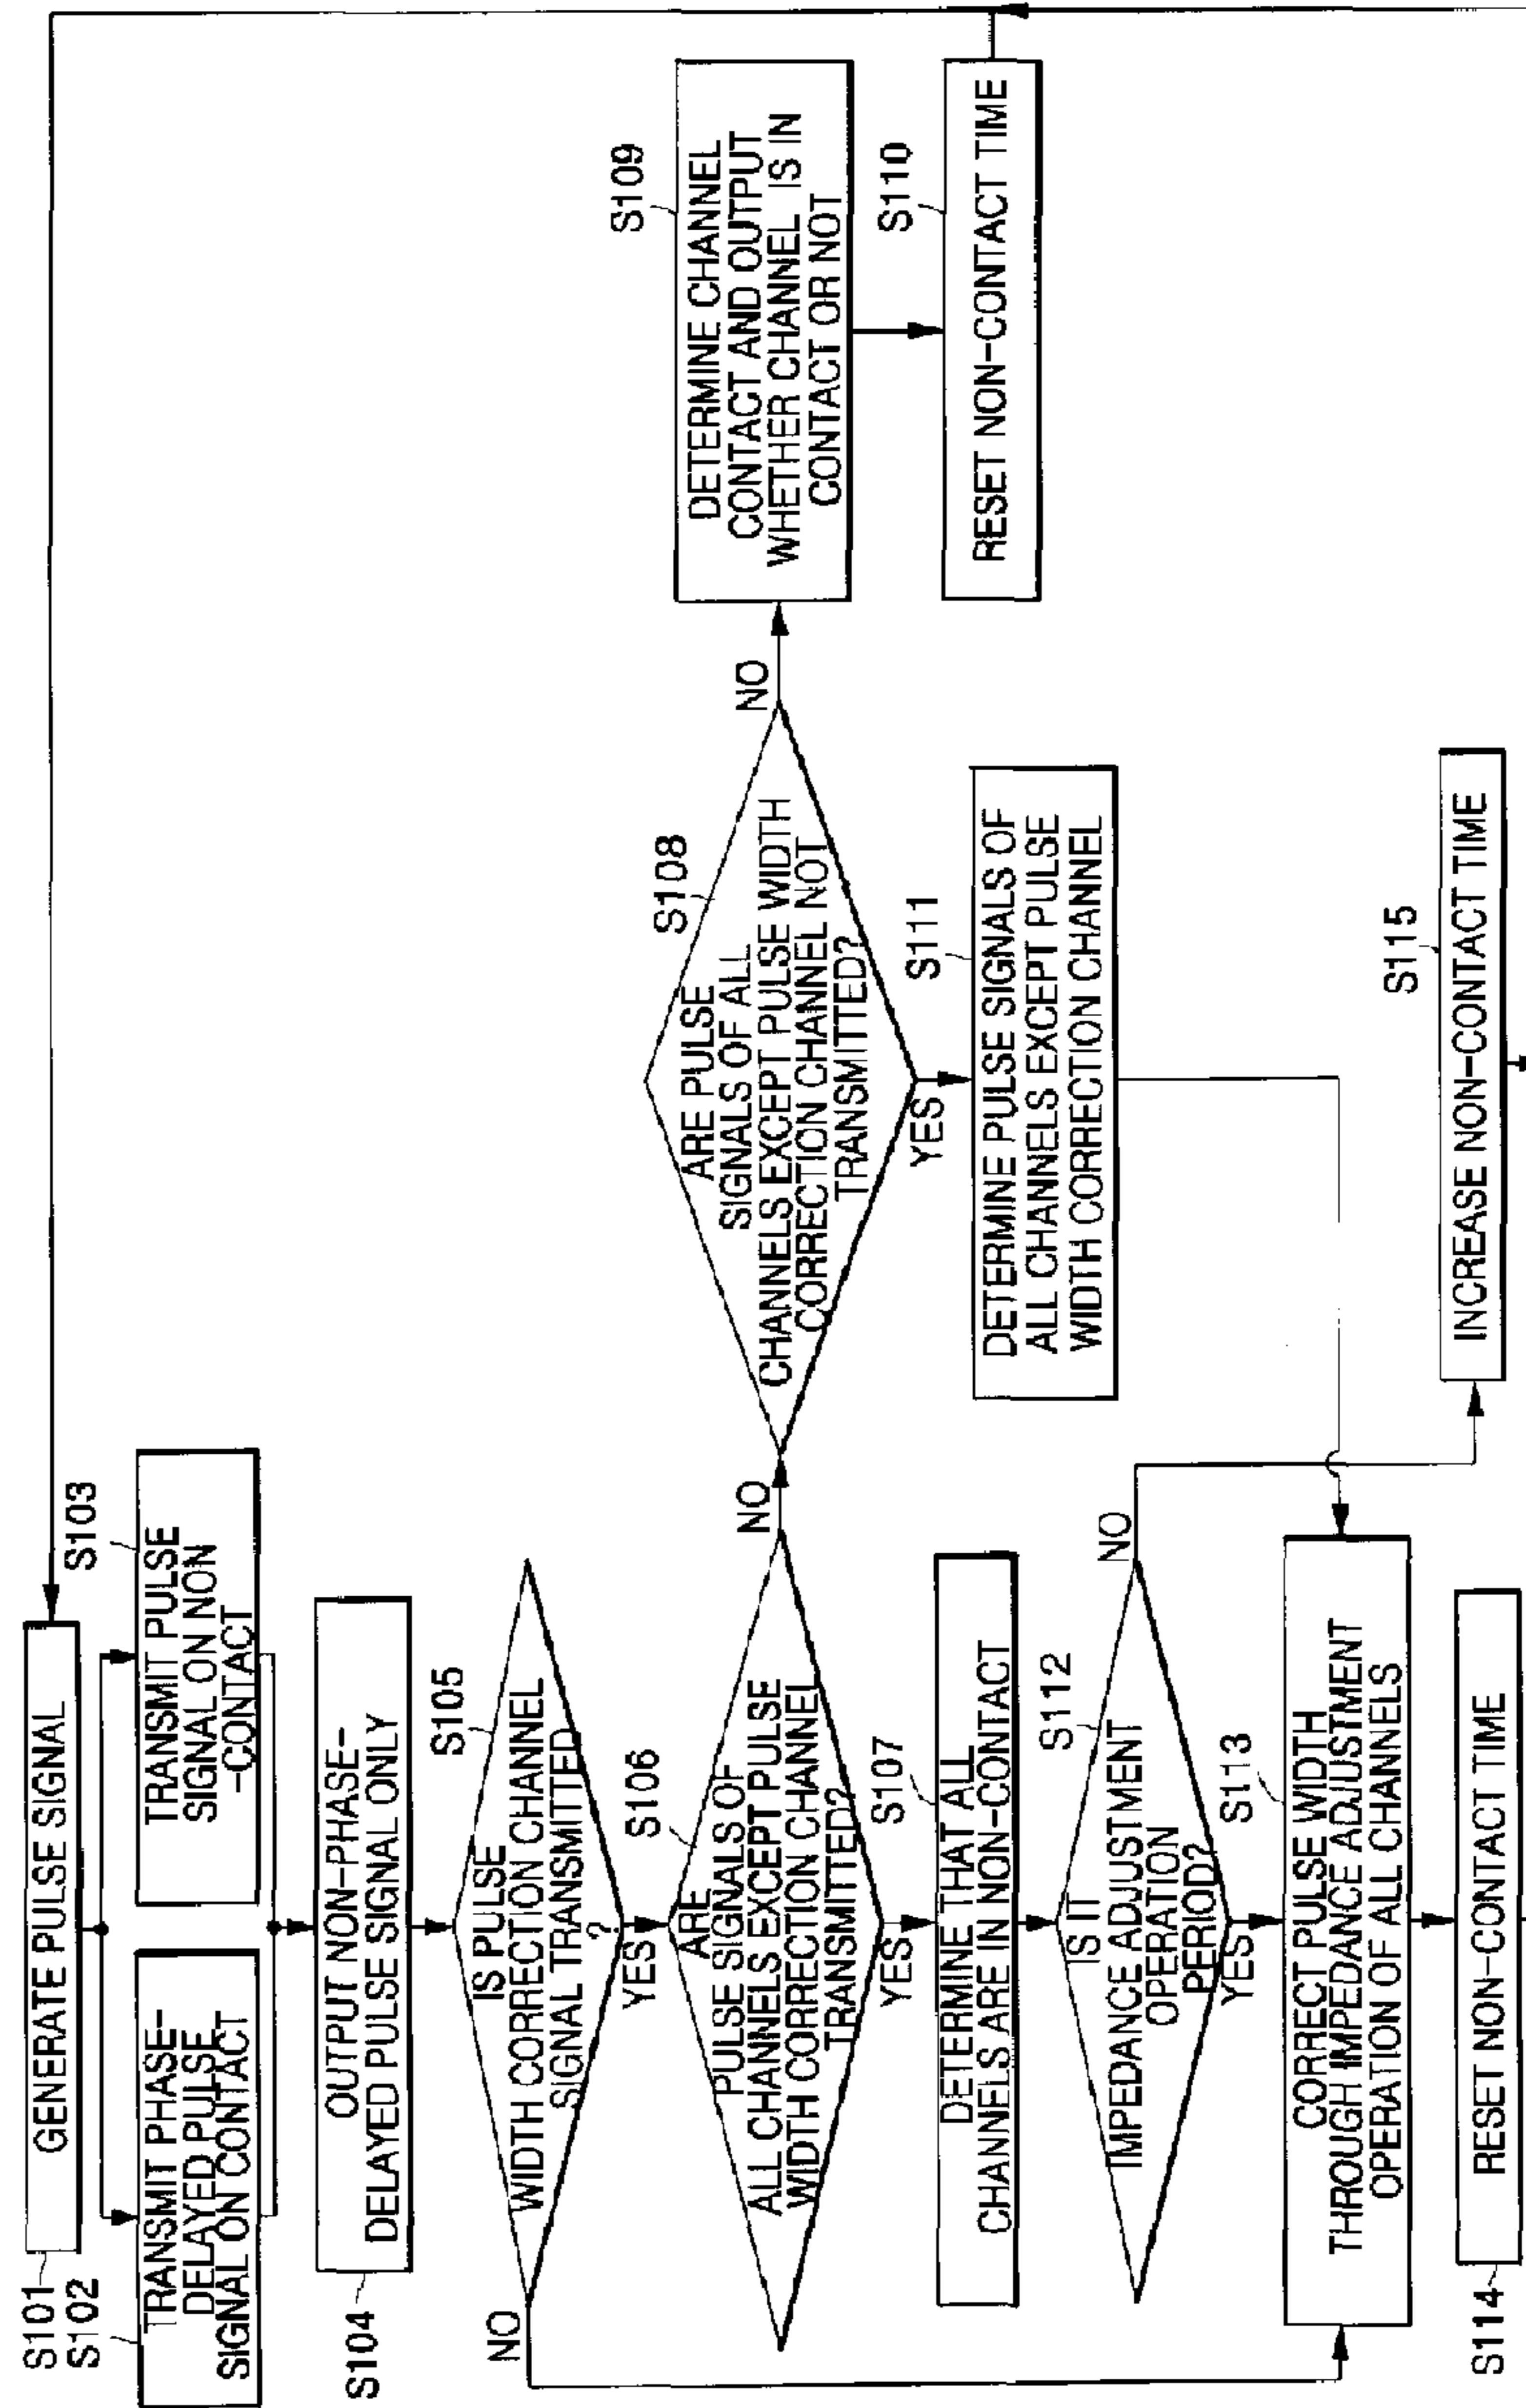 S101
GENERATE PULSE SIGNAL
S102
TRANSMIT PHASE-
DELAYED PULSE
SIGNAL ON CONTACT
S103
TRANSMIT PULSE
SIGNAL ON NON
-CONTACT
S104
OUTPUT NON-PHASE-
DELAYED PULSE SIGNAL ONLY
S105
IS PULSE
WIDTH CORRECTION CHANNEL
SIGNAL TRANSMITTED
?
NO
YES
S106
ARE
PULSE SIGNALS OF
ALL CHANNELS EXCEPT PULSE
WIDTH CORRECTION CHANNEL
TRANSMITTED?
NO
YES
S108
ARE PULSE
SIGNALS OF ALL
CHANNELS EXCEPT PULSE WIDTH
CORRECTION CHANNEL NOT
TRANSMITTED?
NO
YES
S109
DETERMINE CHANNEL
CONTACT AND OUTPUT
WHETHER CHANNEL IS IN
CONTACT OR NOT
S110
RESET NON-CONTACT TIME
S107
DETERMINE THAT ALL
CHANNELS ARE IN NON-CONTACT
S111
DETERMINE PULSE SIGNALS OF
ALL CHANNELS EXCEPT PULSE
WIDTH CORRECTION CHANNEL
S112
IS IT
IMPEDANCE ADJUSTMENT
OPERATION
PERIOD?
NO
YES
S113
CORRECT PULSE WIDTH
THROUGH IMPEDANCE ADJUSTMENT
OPERATION OF ALL CHANNELS
S114
RESET NON-CONTACT TIME
S115
INCREASE NON-CONTACT TIME